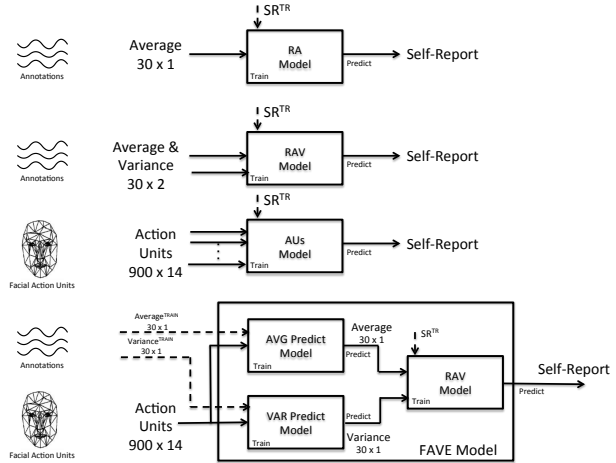 SR^TR
Average
30 x 1
RA
Model
Train
Predict
Self-Report
Annotations
SR^TR
Average &
Variance
30 x 2
RAV
Model
Train
Predict
Self-Report
Annotations
SR^TR
Action
Units
900 x 14
AUs
Model
Train
Predict
Self-Report
Facial Action Units
Average^TRAIN
30 x 1
Variance^TRAIN
30 x 1
Annotations
AVG Predict
Model
Train
Average
30 x 1
Predict
SR^TR
RAV
Model
Train
Self-Report
Predict
Action
Units
900 x 14
VAR Predict
Model
Train
Predict
Variance
30 x 1
FAVE Model
Facial Action Units